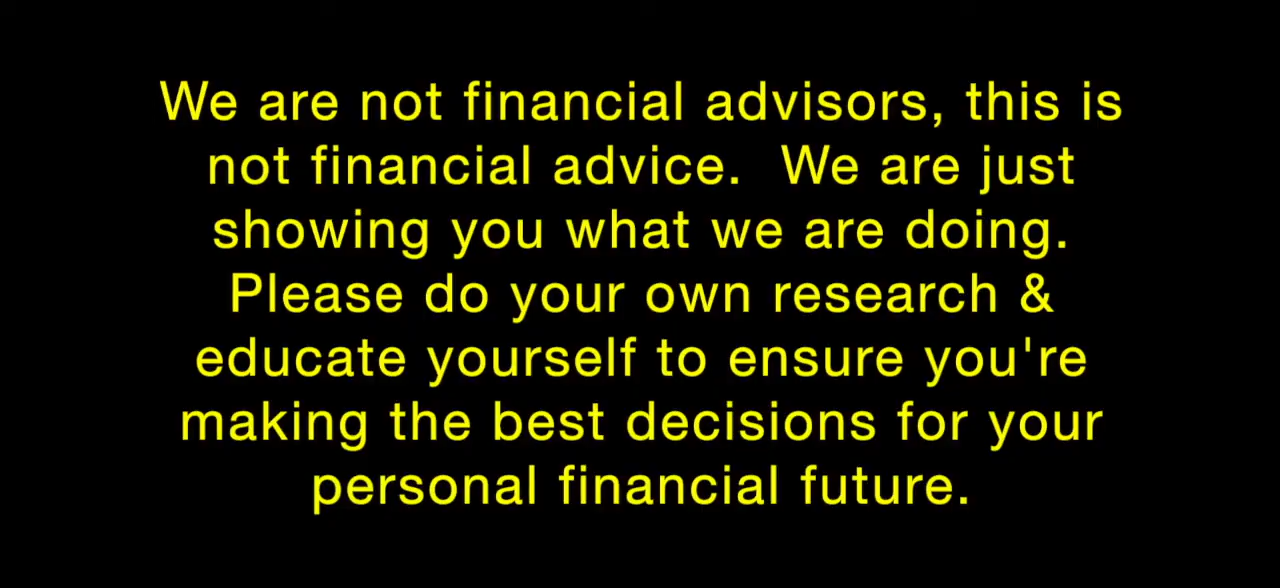 We are not financial advisors, this is
not financial advice.  We are just
showing you what we are doing.
Please do your own research &
educate yourself to ensure you're
making the best decisions for your
personal financial future.